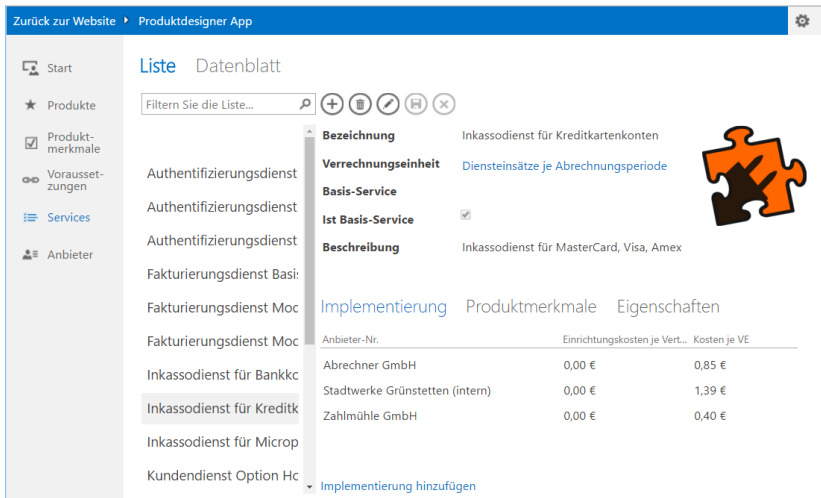 Zurück zur Website Produktdesigner App
Start
Produkte
Produkt-
merkmale
Vorausset-
zungen
Services
Anbieter
Liste Datenblatt
Filtern Sie die Liste...
Authentifizierungsdienst
Authentifizierungsdienst
Authentifizierungsdienst
Fakturierungsdienst Basis
Fakturierungsdienst Moc
Fakturierungsdienst Moc
Inkassodienst für Bankko
Inkassodienst für Kreditk
Inkassodienst für Microp
Kundendienst Option Ho
Bezeichnung Inkassodienst für Kreditkartenkonten
Verrechnungseinheit Diensteinsätze je Abrechnungsperiode
Basis-Service
Ist Basis-Service
Beschreibung Inkassodienst für MasterCard, Visa, Amex
Implementierung Produktmerkmale Eigenschaften
Anbieter-Nr. Einrichtungskosten je Vert... Kosten je VE
Abrechner GmbH 0,00 € 0,85 €
Stadtwerke Grünstetten (intern) 0,00 € 1,39 €
Zahlmühle GmbH 0,00 € 0,40 €
Implementierung hinzufügen